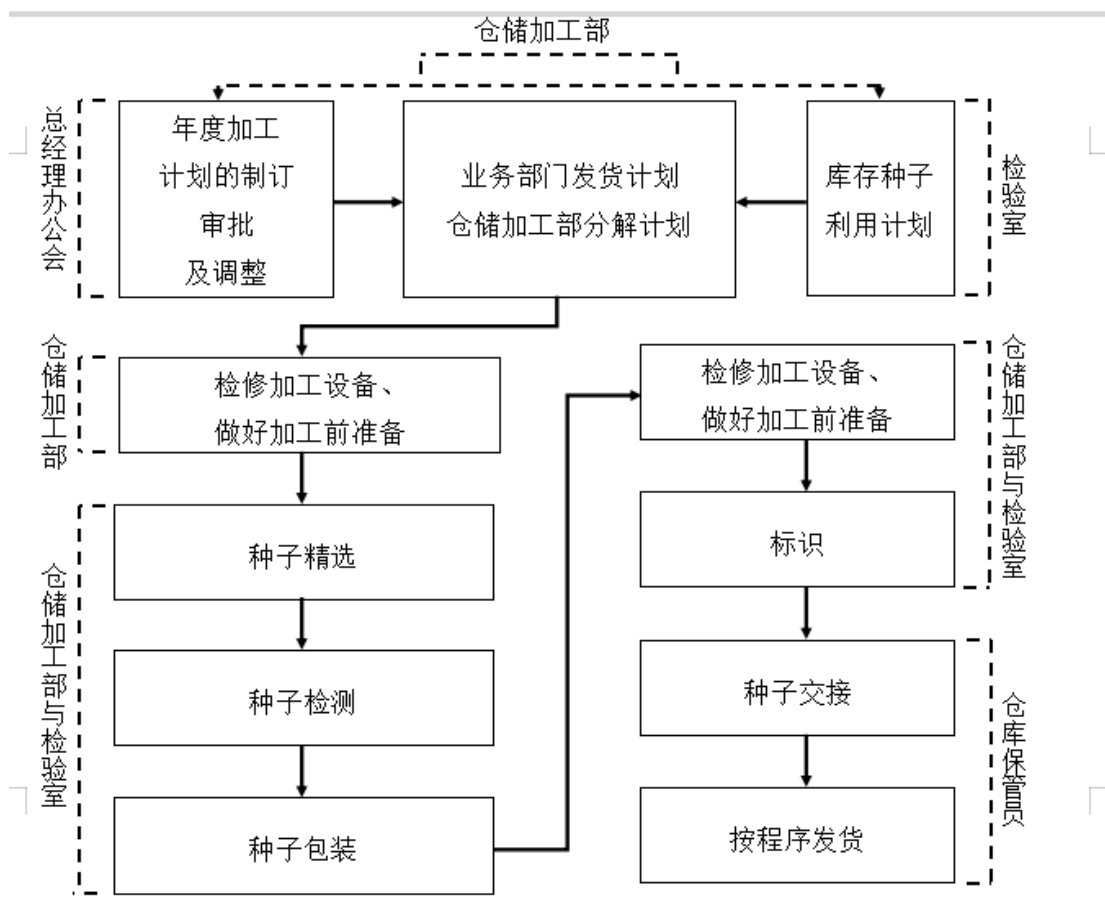 仓储加工部
总经理办公会
年度加工
计划的制订
审批
及调整
业务部门发货计划
仓储加工部分解计划
库存种子
利用计划
检验室
仓储加工部
检修加工设备、
做好加工前准备
检修加工设备、
做好加工前准备
仓储加工部与检验室
种子精选
标识
仓储加工部与检验室
种子检测
种子交接
仓库保管员
种子包装
按程序发货